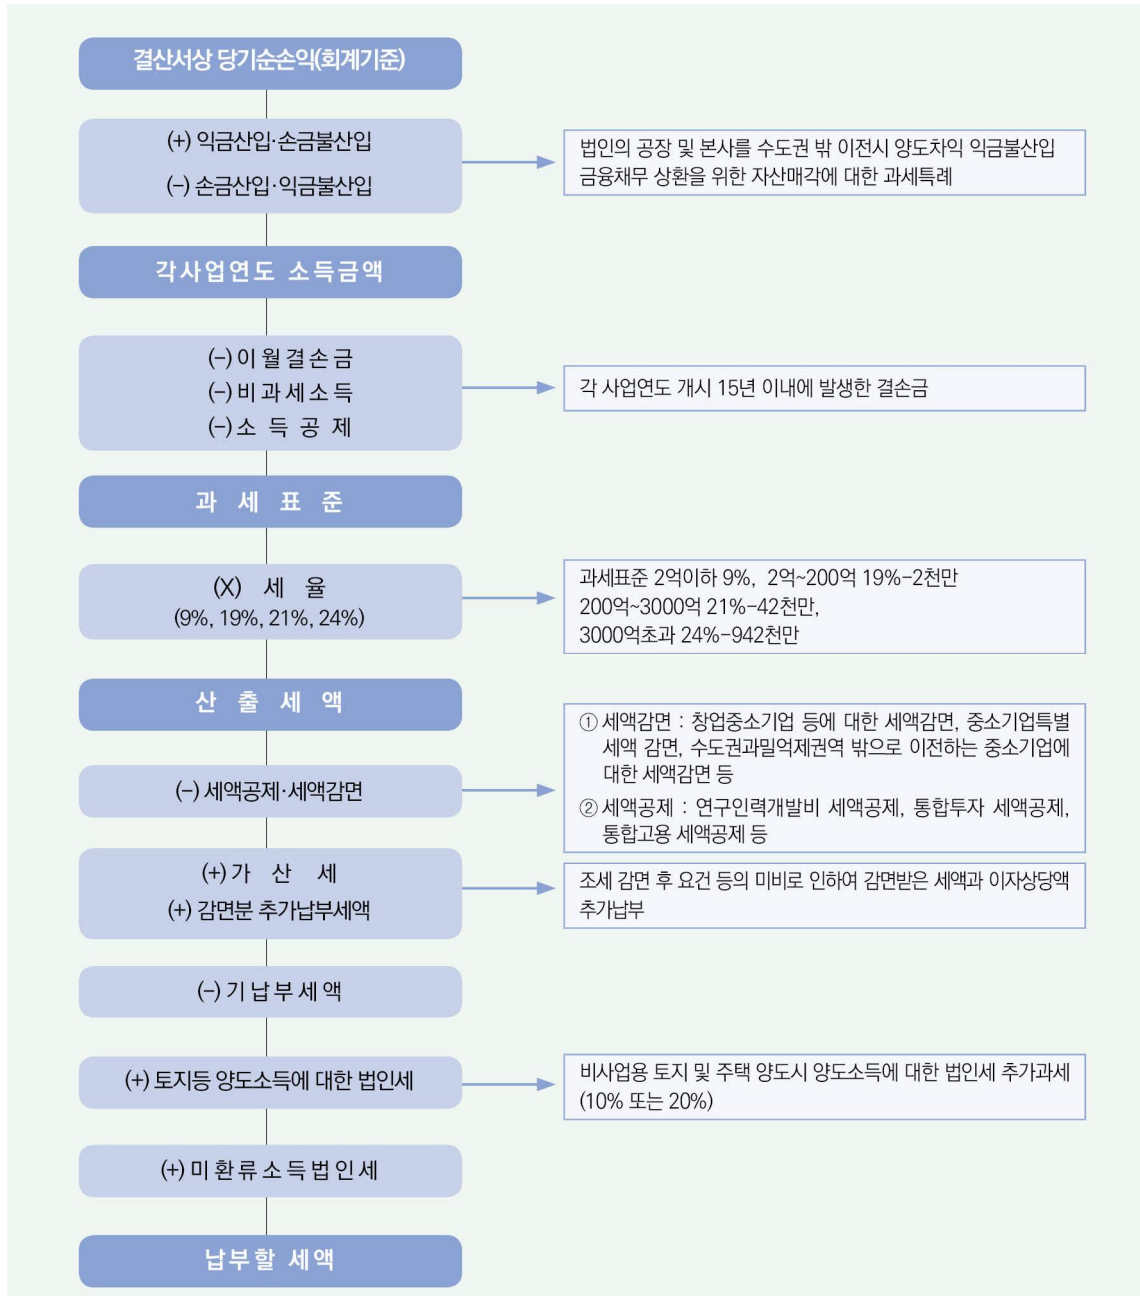 결산서상 당기순손익(회계기준)
(+) 익금산입·손금불산입
(-) 손금산입·익금불산입
법인의 공장 및 본사를 수도권 밖 이전시 양도차익 익금불산입
금융채무 상환을 위한 자산매각에 대한 과세특례
각사업연도 소득금액
(-) 이월결손금
(-) 비과세소득
(-) 소 득 공 제
각 사업연도 개시 15년 이내에 발생한 결손금
과 세 표 준
(X) 세 율
(9%, 19%, 21%, 24%)
과세표준 2억이하 9%, 2억~200억 19%-2천만
200억~3000억 21%-42천만,
3000억초과 24%-942천만
산 출 세 액
(-) 세액공제·세액감면
① 세액감면 : 창업중소기업 등에 대한 세액감면, 중소기업특별
세액 감면, 수도권과밀억제권역 밖으로 이전하는 중소기업에
대한 세액감면 등
② 세액공제 : 연구인력개발비 세액공제, 통합투자 세액공제,
통합고용 세액공제 등
(+) 가 산 세
(+) 감면분 추가납부세액
조세 감면 후 요건 등의 미비로 인하여 감면받은 세액과 이자상당액
추가납부
(-) 기납부세액
(+) 토지등 양도소득에 대한 법인세
비사업용 토지 및 주택 양도시 양도소득에 대한 법인세 추가과세
(10% 또는 20%)
(+) 미환류소득법인세
납부할 세액